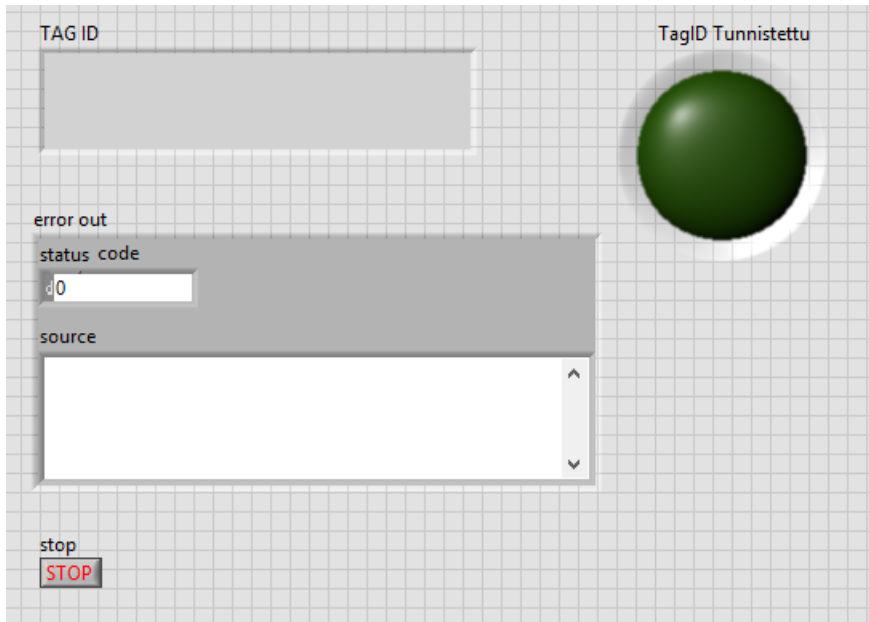 TAG ID
TagID Tunnistettu
error out
status code
d 0
source
stop
STOP